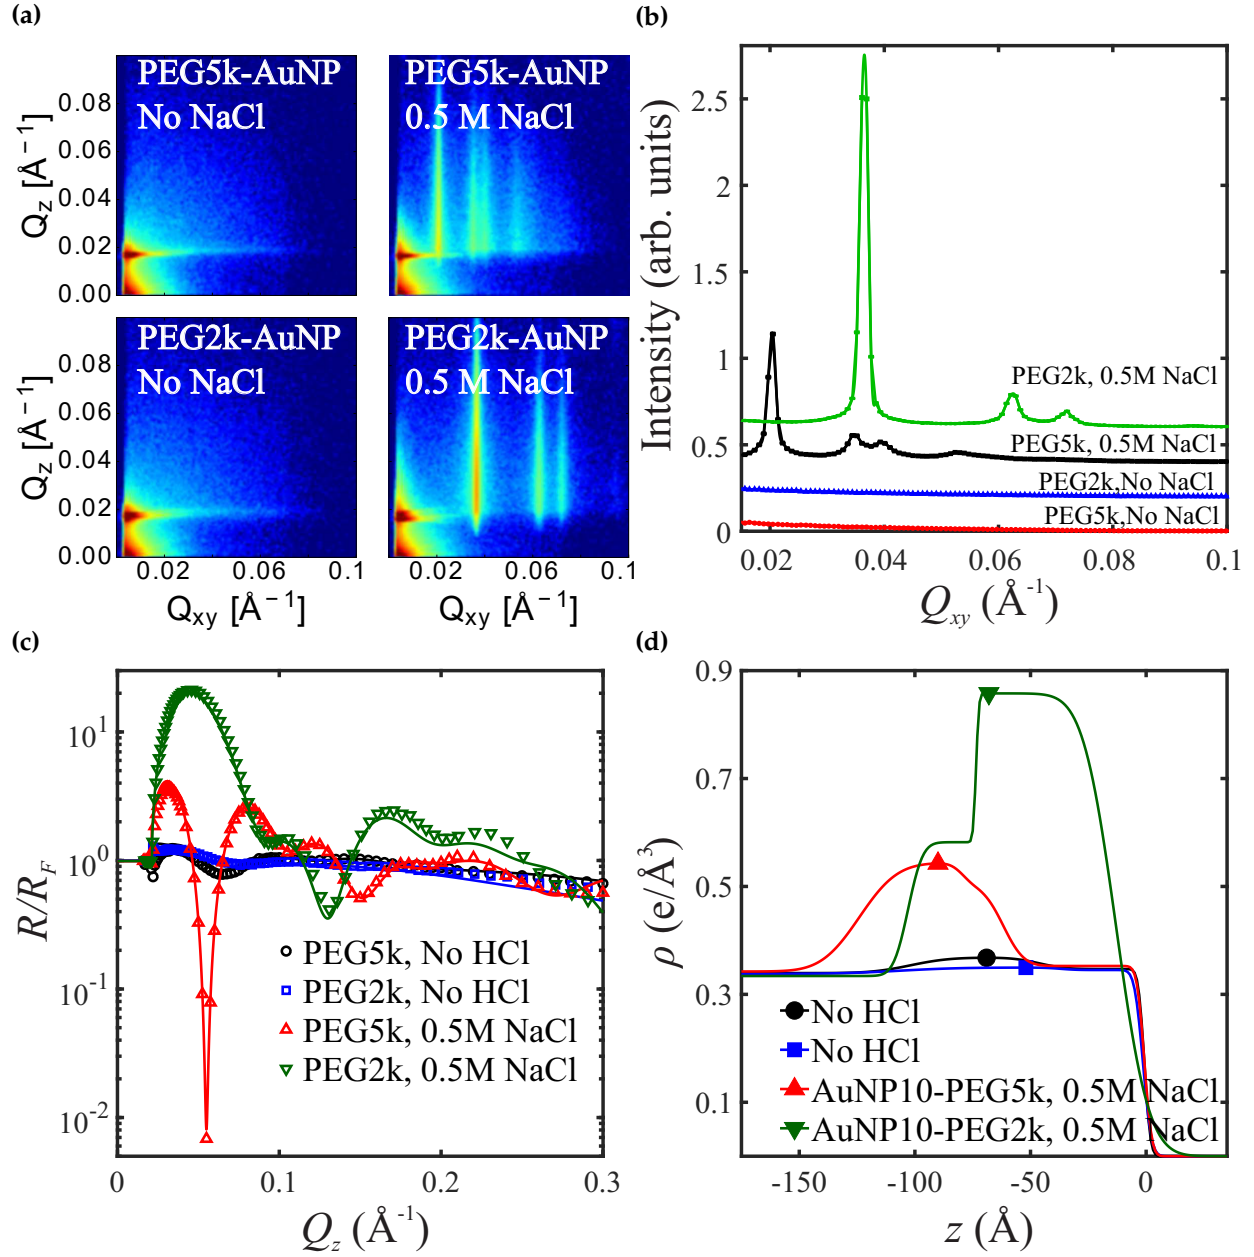 (a)
PEG5k-AuNP
No NaCl
PEG5k-AuNP
0.5 M NaCl
Q_z [Å⁻¹]
0.08
0.06
0.04
0.02
0.00
PEG2k-AuNP
No NaCl
PEG2k-AuNP
0.5 M NaCl
Q_z [Å⁻¹]
0.08
0.06
0.04
0.02
0.00
0.02 0.06 0.1
0.02 0.06 0.1
Q_xy [Å⁻¹]
Q_xy [Å⁻¹]
(b)
Intensity (arb. units)
2.5
2
1.5
1
0.5
0
PEG2k, 0.5M NaCl
PEG5k, 0.5M NaCl
PEG2k,No NaCl
PEG5k,No NaCl
0.02 0.04 0.06 0.08 0.1
Q_xy (Å⁻¹)
(c)
R/R_F
10¹
10⁰
10⁻¹
10⁻²
PEG5k, No HCl
PEG2k, No HCl
PEG5k, 0.5M NaCl
PEG2k, 0.5M NaCl
0 0.1 0.2 0.3
Q_z (Å⁻¹)
(d)
ρ (e/Å³)
0.9
0.7
0.5
0.3
0.1
No HCl
No HCl
AuNP10-PEG5k, 0.5M NaCl
AuNP10-PEG2k, 0.5M NaCl
-150 -100 -50 0
z (Å)